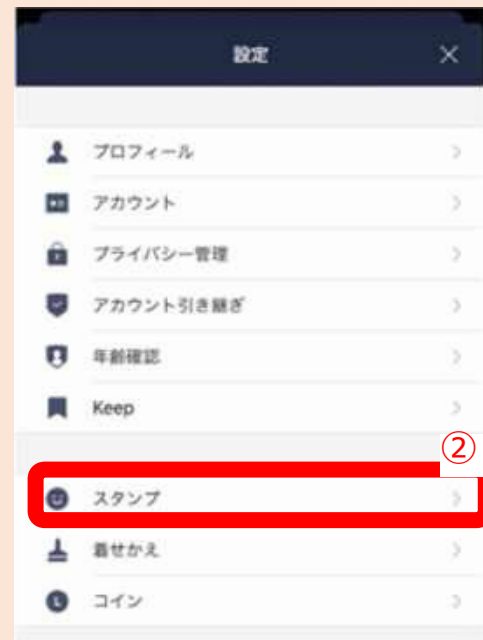 設定
プロフィール
アカウント
プライバシー管理
アカウント引き継ぎ
年齢確認
Keep
②
スタンプ
着せかえ
コイン